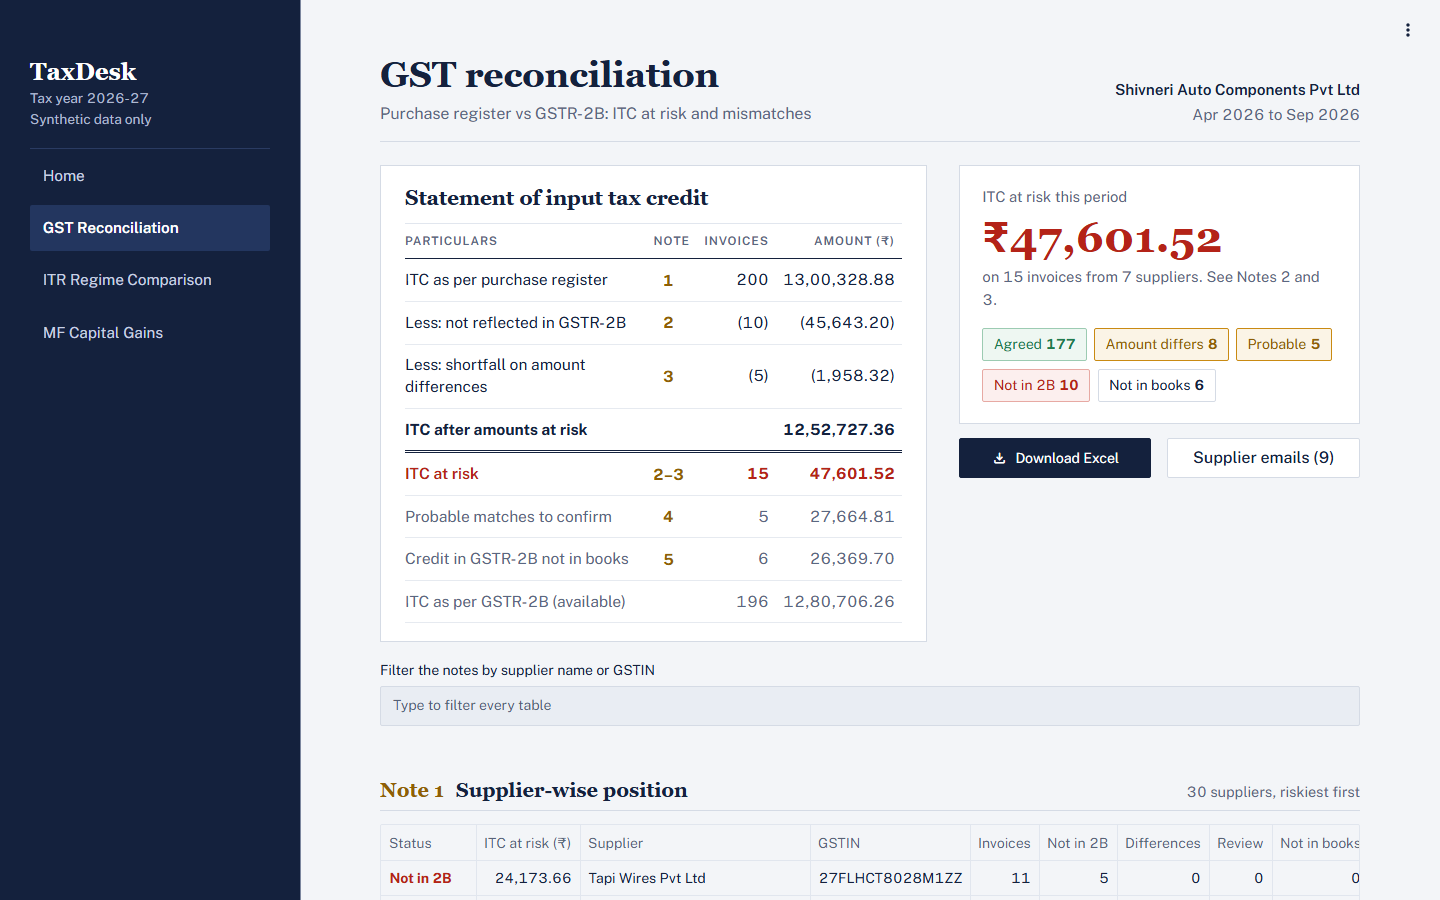 TaxDesk
Tax year 2026-27
Synthetic data only
Home
GST Reconciliation
ITR Regime Comparison
MF Capital Gains
GST reconciliation
Purchase register vs GSTR-2B: ITC at risk and mismatches
Shivneri Auto Components Pvt Ltd
Apr 2026 to Sep 2026
Statement of input tax credit
PARTICULARS NOTE INVOICES AMOUNT (₹)
ITC as per purchase register 1 200 13,00,328.88
Less: not reflected in GSTR-2B 2 (10) (45,643.20)
Less: shortfall on amount
differences 3 (5) (1,958.32)
ITC after amounts at risk 12,52,727.36
ITC at risk 2–3 15 47,601.52
Probable matches to confirm 4 5 27,664.81
Credit in GSTR-2B not in books 5 6 26,369.70
ITC as per GSTR-2B (available) 196 12,80,706.26
ITC at risk this period
₹47,601.52
on 15 invoices from 7 suppliers. See Notes 2 and
3.
Agreed 177 Amount differs 8 Probable 5
Not in 2B 10 Not in books 6
Download Excel
Supplier emails (9)
Filter the notes by supplier name or GSTIN
Type to filter every table
Note 1 Supplier-wise position
30 suppliers, riskiest first
Status ITC at risk (₹) Supplier GSTIN Invoices Not in 2B Differences Review Not in books
Not in 2B 24,173.66 Tapi Wires Pvt Ltd 27FLHCT8028M1ZZ 11 5 0 0 0